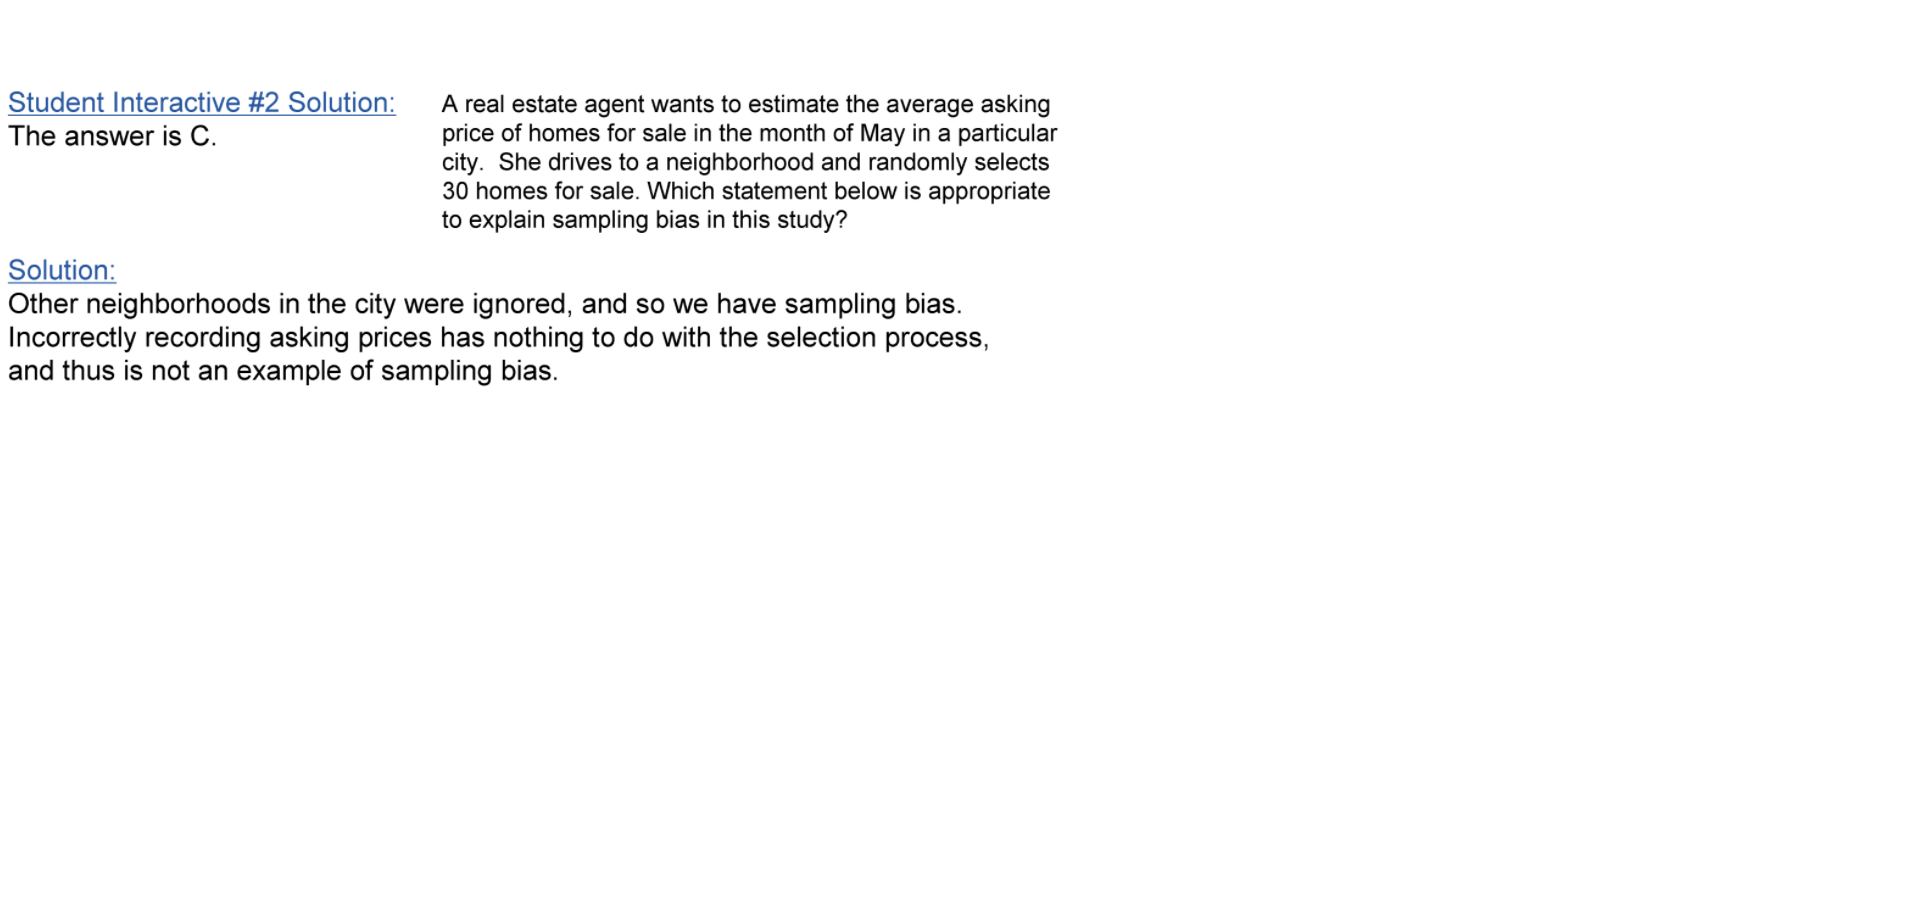 Student Interactive #2 Solution:
The answer is C.
A real estate agent wants to estimate the average asking
price of homes for sale in the month of May in a particular
city.  She drives to a neighborhood and randomly selects
30 homes for sale. Which statement below is appropriate
to explain sampling bias in this study?
Solution:
Other neighborhoods in the city were ignored, and so we have sampling bias.
Incorrectly recording asking prices has nothing to do with the selection process,
and thus is not an example of sampling bias.